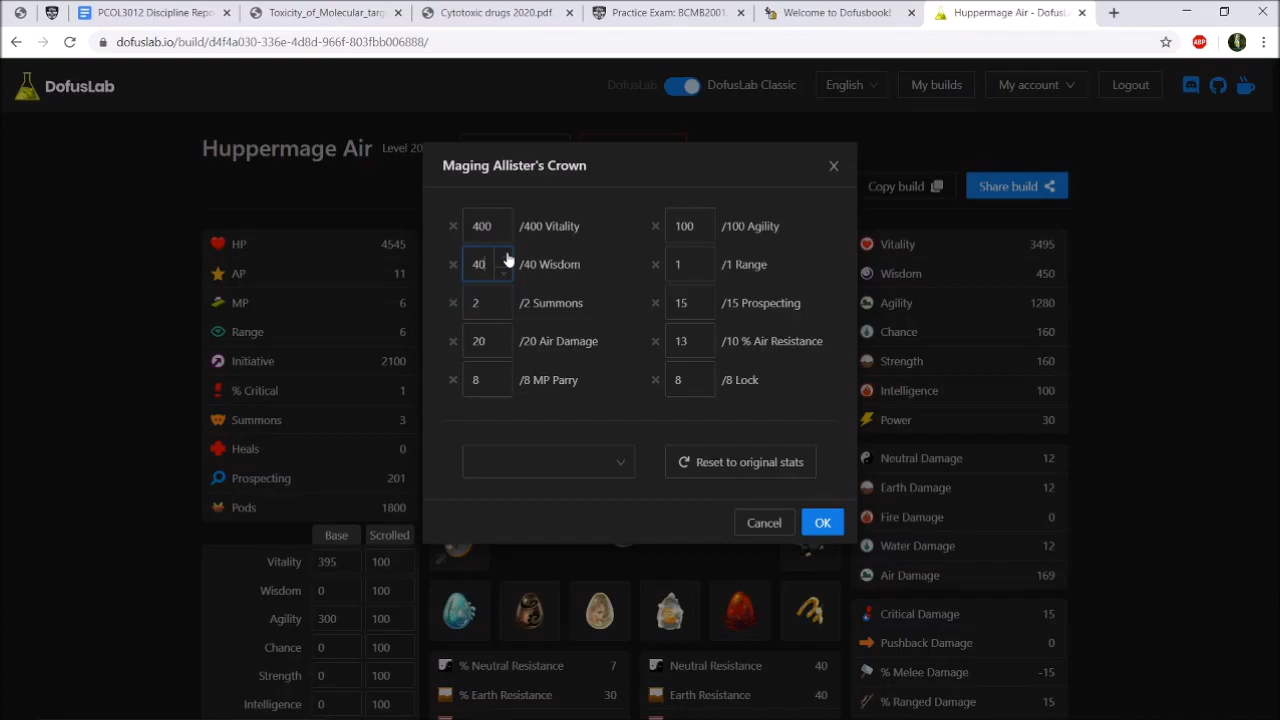 PCOL3012 Discipline Repo
Toxicity_of_Molecular_targ
Cytotoxic drugs 2020.pdf
Practice Exam: BCMB2001
Welcome to Dofusbook!
Huppermage Air - DofusL
dofuslab.io/build/d4f4a030-336e-4d8d-966f-803fbb006888/
ABP
DofusLab
DofusLab
DofusLab Classic
English
My builds
My account
Logout
Huppermage Air
Level 20
Copy build
Share build
Maging Allister's Crown
400 /400 Vitality
100 /100 Agility
40 /40 Wisdom
1 /1 Range
2 /2 Summons
15 /15 Prospecting
20 /20 Air Damage
13 /10 % Air Resistance
8 /8 MP Parry
8 /8 Lock
Reset to original stats
Cancel
OK
HP 4545
AP 11
MP 6
Range 6
Initiative 2100
% Critical 1
Summons 3
Heals 0
Prospecting 201
Pods 1800
Base Scrolled
Vitality 395 100
Wisdom 0 100
Agility 300 100
Chance 0 100
Strength 0 100
Intelligence 0 100
% Neutral Resistance 7
Neutral Resistance 40
% Earth Resistance 30
Earth Resistance 40
Vitality 3495
Wisdom 450
Agility 1280
Chance 160
Strength 160
Intelligence 100
Power 30
Neutral Damage 12
Earth Damage 12
Fire Damage 0
Water Damage 12
Air Damage 169
Critical Damage 15
Pushback Damage 0
% Melee Damage -15
% Ranged Damage 15